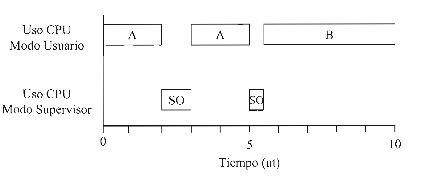 Uso CPU
Modo Usuario
A
A
B
Uso CPU
Modo Supervisor
SO
SO
0
5
10
Tiempo (ut)